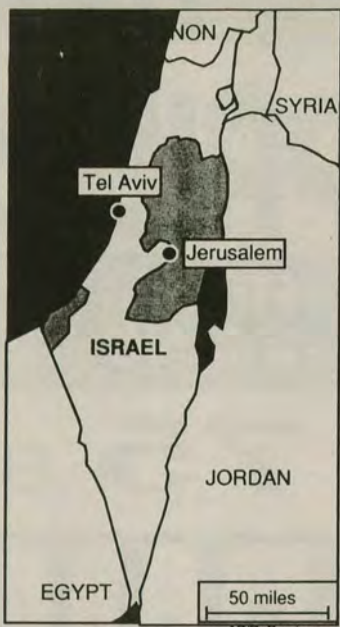 NON
SYRIA
Tel Aviv
Jerusalem
ISRAEL
JORDAN
EGYPT
50 miles